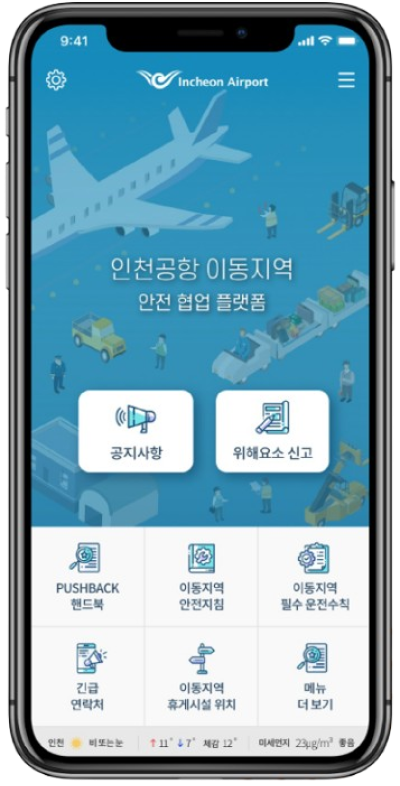 9:41
Incheon Airport
인천공항 이동지역
안전 협업 플랫폼
공지사항
위해요소 신고
PUSHBACK
핸드북
이동지역
안전지침
이동지역
필수 운전수칙
긴급
연락처
이동지역
휴게시설 위치
메뉴
더 보기
인천 비또는눈 ↑11° ↓7° 체감 12° 미세먼지 23μg/m³ 좋음